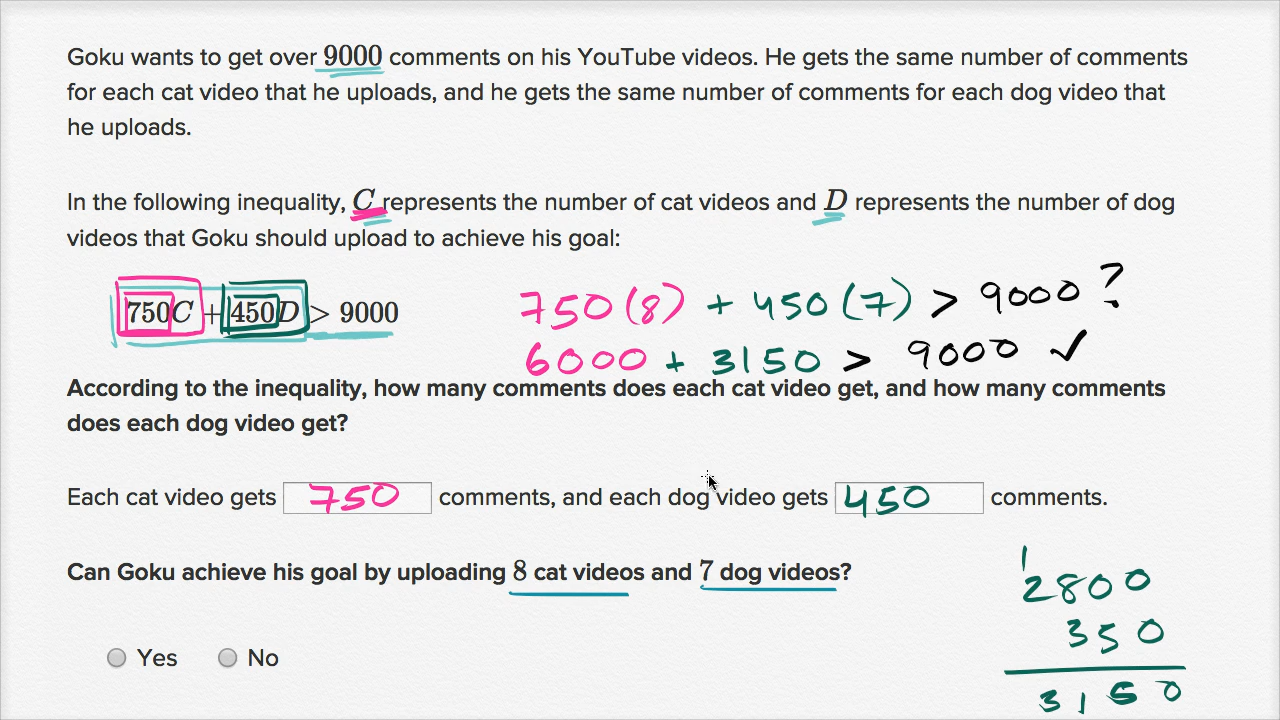 Goku wants to get over 9000 comments on his YouTube videos. He gets the same number of comments
for each cat video that he uploads, and he gets the same number of comments for each dog video that
he uploads.
In the following inequality, C represents the number of cat videos and D represents the number of dog
videos that Goku should upload to achieve his goal:
750C + 450D > 9000
750(8) + 450(7) > 9000 ?
6000 + 3150 > 9000 ✓
According to the inequality, how many comments does each cat video get, and how many comments
does each dog video get?
Each cat video gets 750 comments, and each dog video gets 450 comments.
Can Goku achieve his goal by uploading 8 cat videos and 7 dog videos?
Yes No
1
2800
350
3150